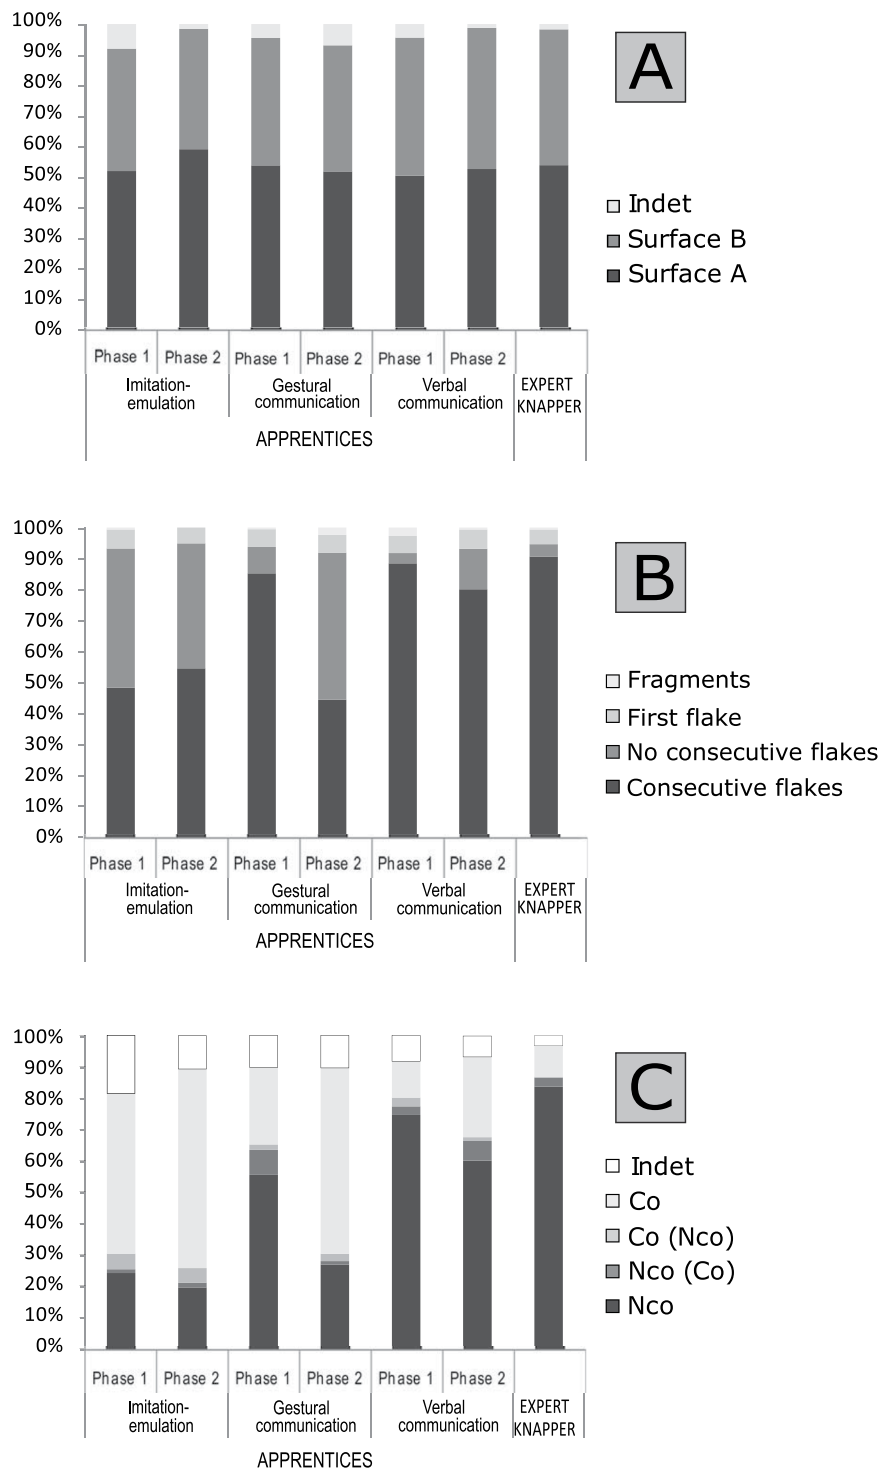 100%
90%
80%
70%
60%
50%
40%
30%
20%
10%
0%
A
Indet
Surface B
Surface A
Phase 1 Phase 2 Phase 1 Phase 2 Phase 1 Phase 2
Imitation-
emulation
Gestural
communication
Verbal
communication
EXPERT
KNAPPER
APPRENTICES
100%
90%
80%
70%
60%
50%
40%
30%
20%
10%
0%
B
Fragments
First flake
No consecutive flakes
Consecutive flakes
Phase 1 Phase 2 Phase 1 Phase 2 Phase 1 Phase 2
Imitation-
emulation
Gestural
communication
Verbal
communication
EXPERT
KNAPPER
APPRENTICES
100%
90%
80%
70%
60%
50%
40%
30%
20%
10%
0%
C
Indet
Co
Co (Nco)
Nco (Co)
Nco
Phase 1 Phase 2 Phase 1 Phase 2 Phase 1 Phase 2
Imitation-
emulation
Gestural
communication
Verbal
communication
EXPERT
KNAPPER
APPRENTICES